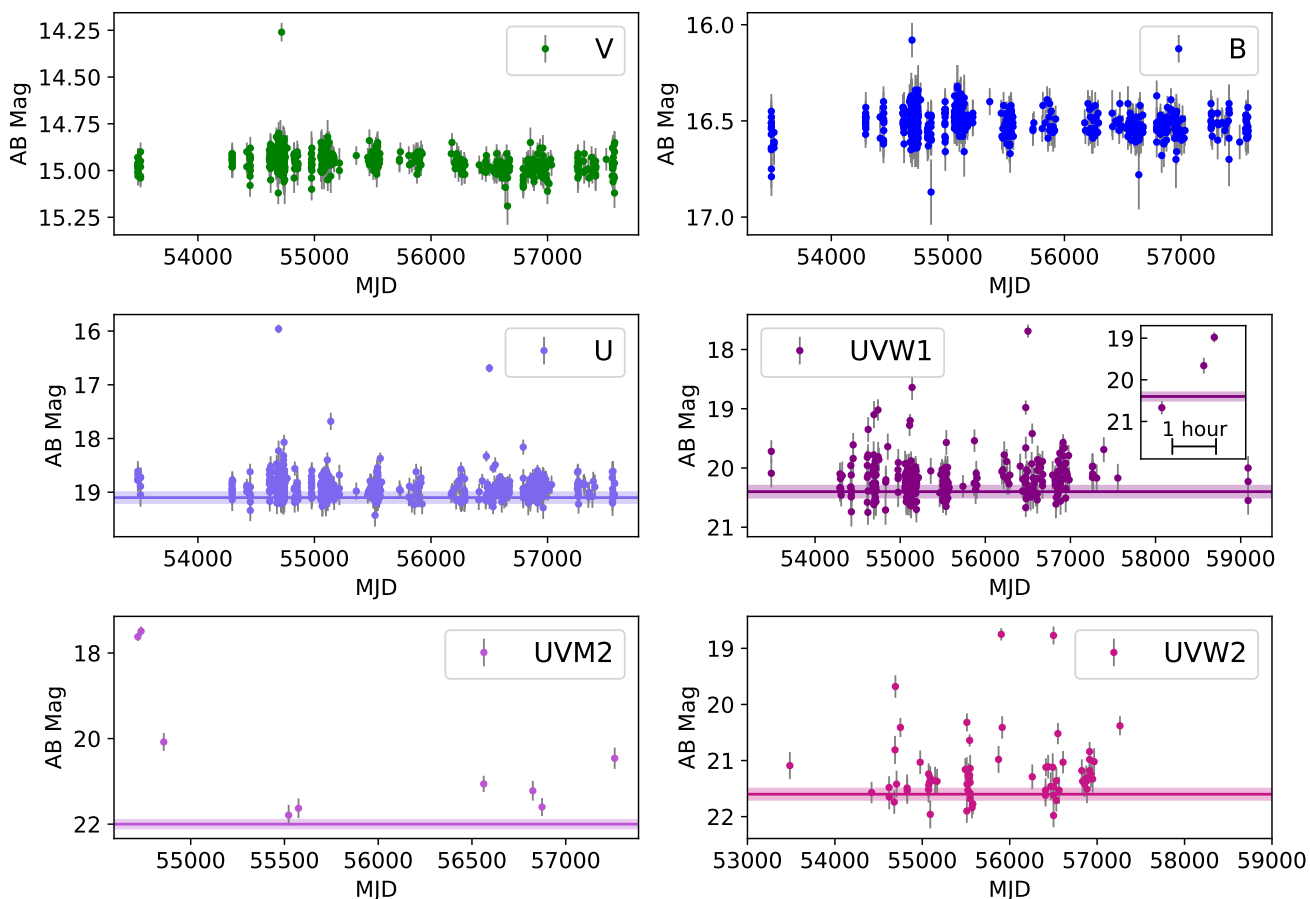 V
14.25
14.50
14.75
15.00
15.25
AB Mag
54000 55000 56000 57000
MJD
B
16.0
16.5
17.0
AB Mag
54000 55000 56000 57000
MJD
U
16
17
18
19
AB Mag
54000 55000 56000 57000
MJD
UVW1
18
19
20
21
AB Mag
19
20
21
1 hour
54000 55000 56000 57000 58000 59000
MJD
UVM2
18
20
22
AB Mag
55000 55500 56000 56500 57000
MJD
UVW2
19
20
21
22
AB Mag
53000 54000 55000 56000 57000 58000 59000
MJD